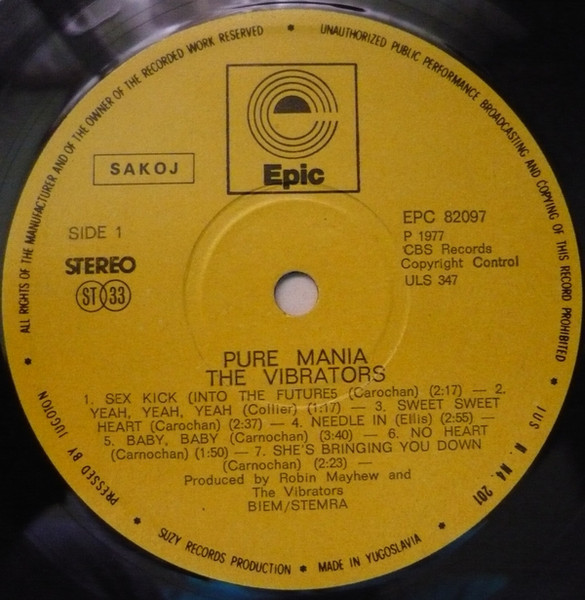 ALL RIGHTS OF THE MANUFACTURER AND OF THE OWNER OF THE RECORDED WORK RESERVED * UNAUTHORIZED PUBLIC PERFORMANCE BROADCASTING AND COPYING OF THIS RECORD PROHIBITED *
Epic
SAKOJ
SIDE 1
STEREO
ST 33
EPC 82097
P 1977
CBS Records
Copyright Control
ULS 347
PURE MANIA
THE VIBRATORS
1. SEX KICK (INTO THE FUTURE5 (Carochan) (2:17) — 2.
YEAH, YEAH, YEAH (Collier) (1:17) — 3. SWEET SWEET
HEART (Carochan) (2:37) — 4. NEEDLE IN (Ellis) (2:55) —
5. BABY, BABY (Carnochan) (3:40) — 6. NO HEART
(Carnochan) (1:50) — 7. SHE'S BRINGING YOU DOWN
(Carnochan) (2:23) —
Produced by Robin Mayhew and
The Vibrators
BIEM/STEMRA
* PRESSED BY JUGOTON * SUZY RECORDS PRODUCTION * MADE IN YUGOSLAVIA *
JUS N. N4. 201